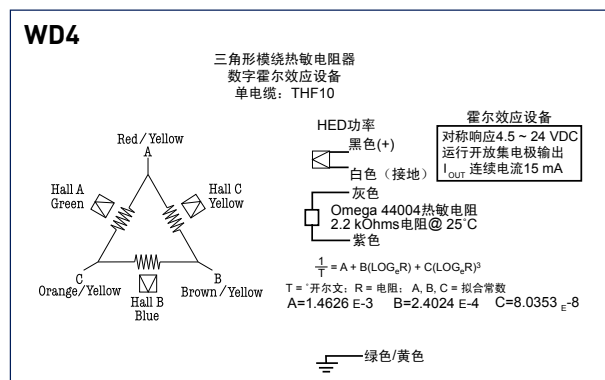 WD4
三角形模绕热敏电阻器
数字霍尔效应设备
单电缆：THF10
Red/Yellow
A
Hall A
Green
Hall C
Yellow
C
Orange/Yellow
B
Brown/Yellow
Hall B
Blue
HED功率
黑色(+)
白色（接地）
灰色
Omega 44004热敏电阻
2.2 kOhms电阻@ 25°C
紫色
霍尔效应设备
对称响应4.5 ~ 24 VDC
运行开放集电极输出
IOUT 连续电流15 mA
1/T = A + B(LOGeR) + C(LOGeR)³
T = °开尔文; R = 电阻; A, B, C = 拟合常数
A=1.4626 E-3 B=2.4024 E-4 C=8.0353 E-8
绿色/黄色